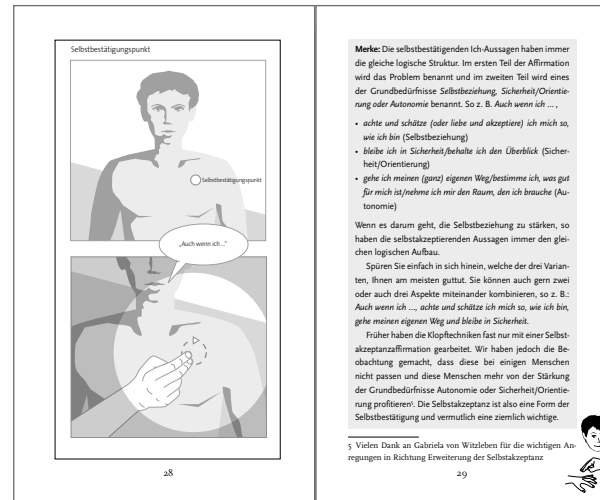 Selbstbestätigungspunkt
Selbstbestätigungspunkt
„Auch wenn ich ..."
28
Merke: Die selbstbestätigenden Ich-Aussagen haben immer
die gleiche logische Struktur. Im ersten Teil der Affirmation
wird das Problem benannt und im zweiten Teil wird eines
der Grundbedürfnisse Selbstbeziehung, Sicherheit/Orientie-
rung oder Autonomie benannt. So z. B. Auch wenn ich ... ,
• achte und schätze (oder liebe und akzeptiere) ich mich so,
wie ich bin (Selbstbeziehung)
• bleibe ich in Sicherheit/behalte ich den Überblick (Sicher-
heit/Orientierung)
• gehe ich meinen (ganz) eigenen Weg/bestimme ich, was gut
für mich ist/nehme ich mir den Raum, den ich brauche (Au-
tonomie)
Wenn es darum geht, die Selbstbeziehung zu stärken, so
haben die selbstakzeptierenden Aussagen immer den glei-
chen logischen Aufbau.
Spüren Sie einfach in sich hinein, welche der drei Varian-
ten, Ihnen am meisten guttut. Sie können auch gern zwei
oder auch drei Aspekte miteinander kombinieren, so z. B.:
Auch wenn ich ..., achte und schätze ich mich so, wie ich bin,
gehe meinen eigenen Weg und bleibe in Sicherheit.
Früher haben die Klopftechniken fast nur mit einer Selbst-
akzeptanzaffirmation gearbeitet. Wir haben jedoch die Be-
obachtung gemacht, dass diese bei einigen Menschen
nicht passen und diese Menschen mehr von der Stärkung
der Grundbedürfnisse Autonomie oder Sicherheit/Orientie-
rung profitieren⁵. Die Selbstakzeptanz ist also eine Form der
Selbstbestätigung und vermutlich eine ziemlich wichtige.
5 Vielen Dank an Gabriela von Witzleben für die wichtigen An-
regungen in Richtung Erweiterung der Selbstakzeptanz
29